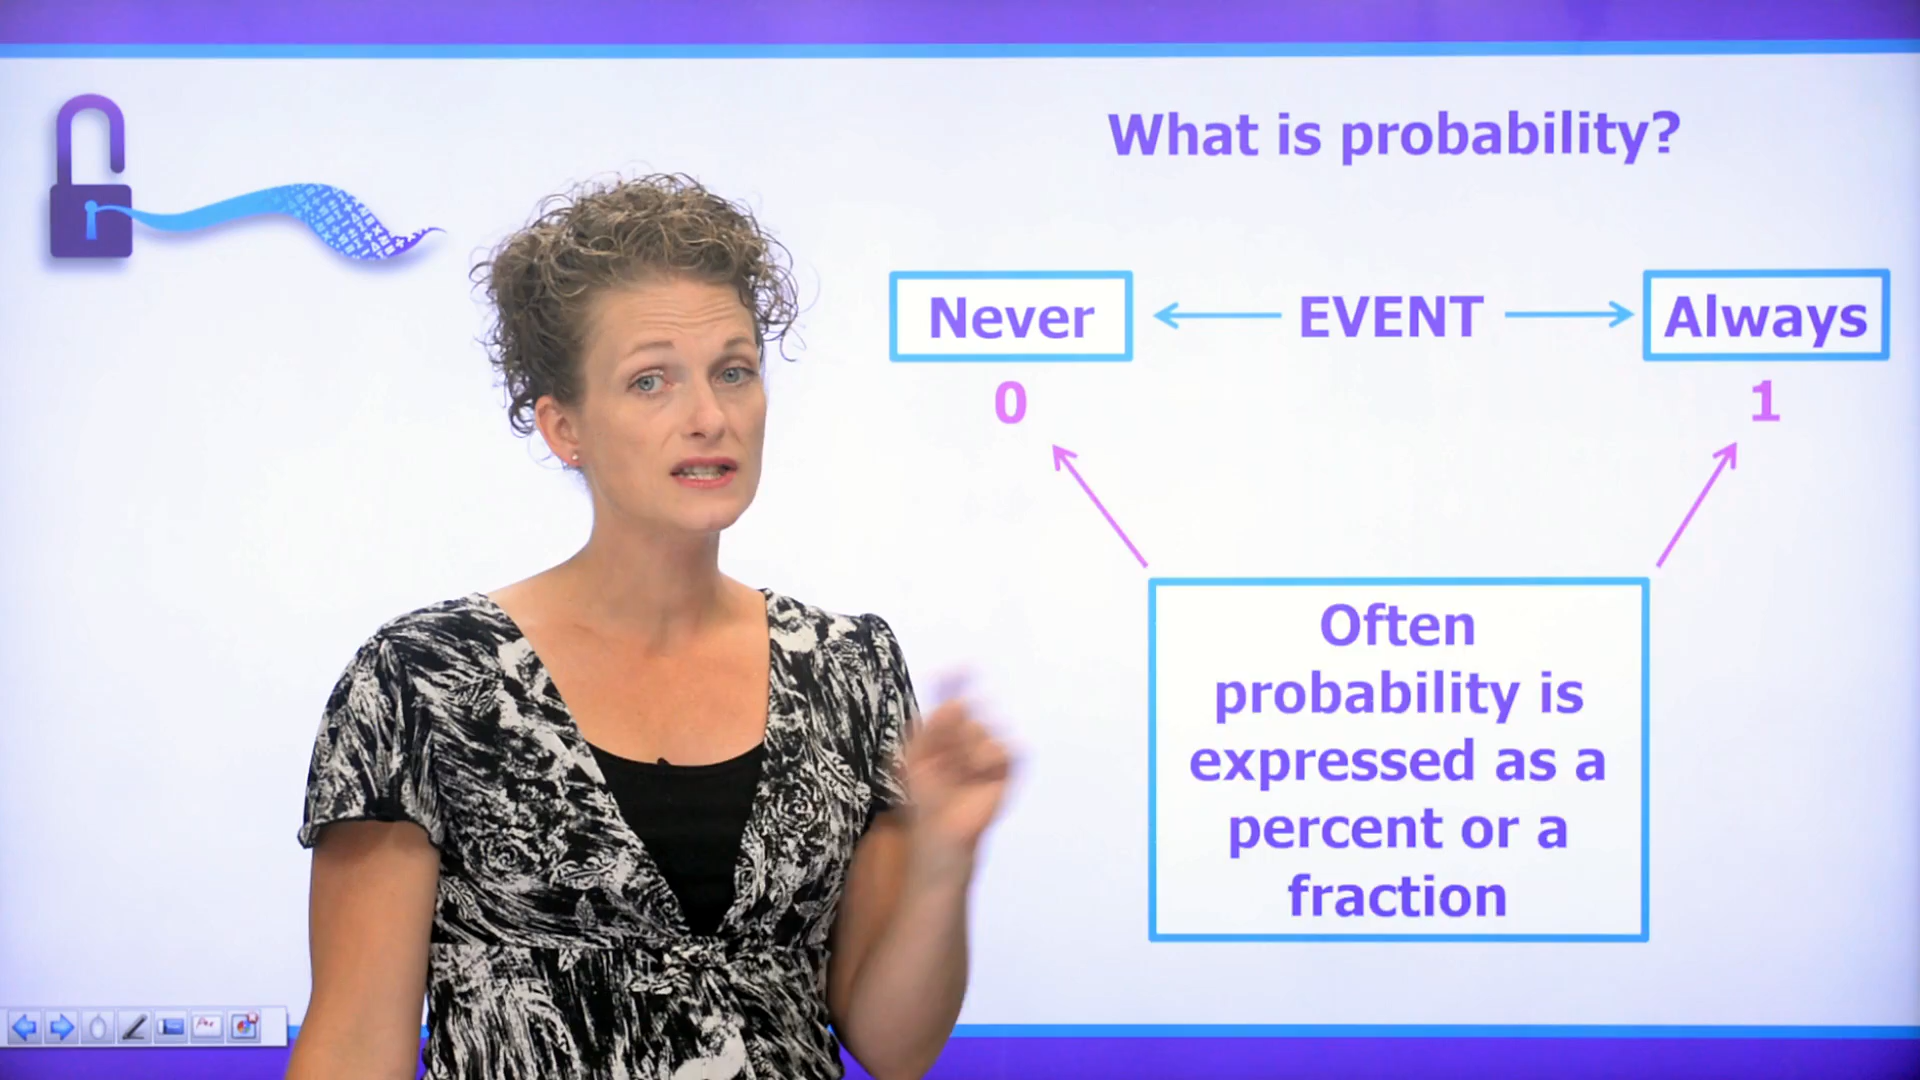 What is probability?
Never EVENT Always
0 1
Often
probability is
expressed as a
percent or a
fraction